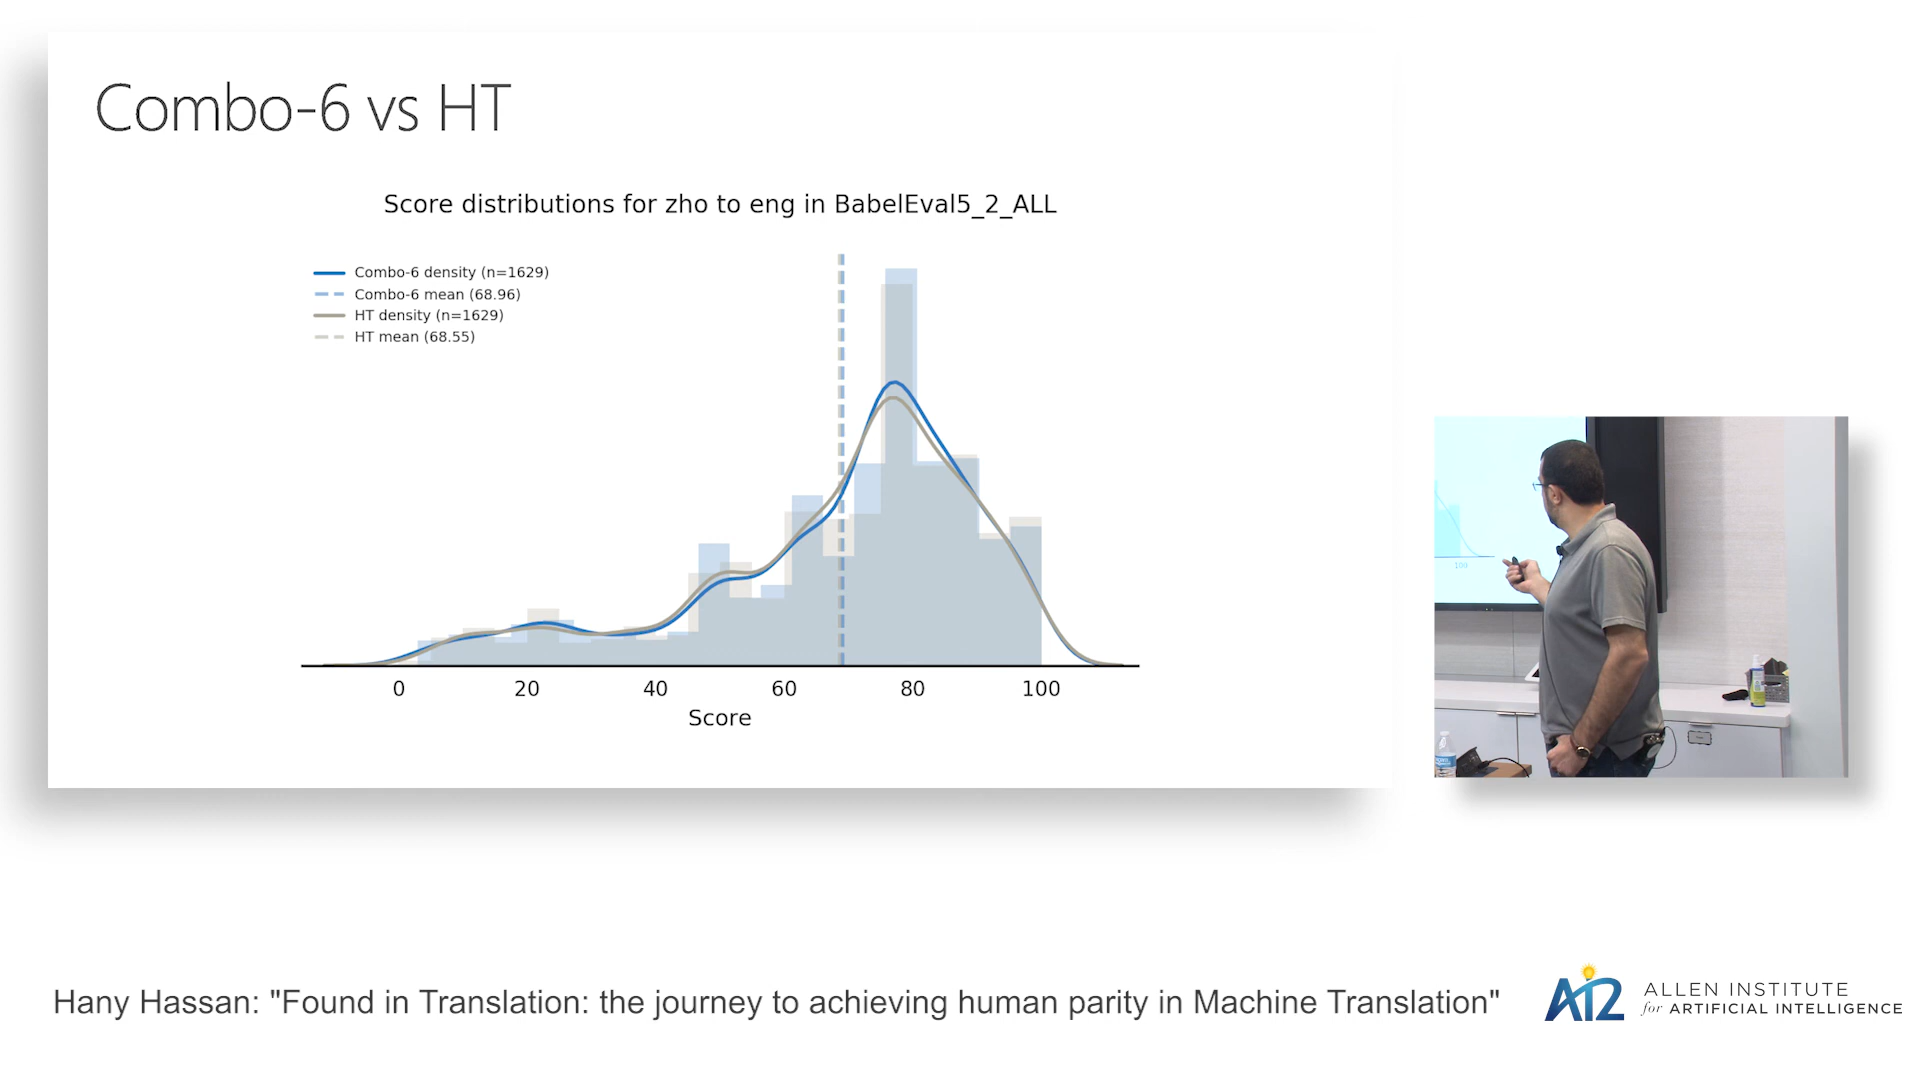 Combo-6 vs HT
Score distributions for zho to eng in BabelEval5_2_ALL
Combo-6 density (n=1629)
Combo-6 mean (68.96)
HT density (n=1629)
HT mean (68.55)
0 20 40 60 80 100
Score
100
Hany Hassan: "Found in Translation: the journey to achieving human parity in Machine Translation"
AI2
ALLEN INSTITUTE
for ARTIFICIAL INTELLIGENCE